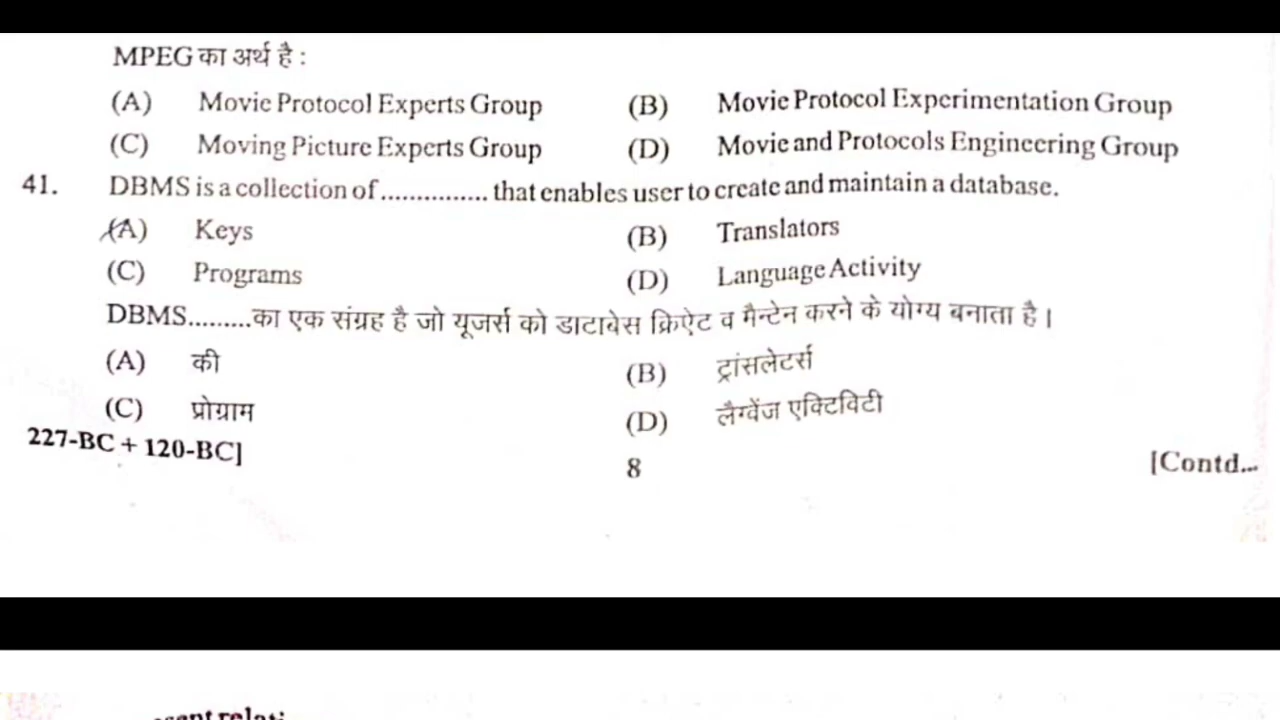 MPEG का अर्थ है :
(A) Movie Protocol Experts Group (B) Movie Protocol Experimentation Group
(C) Moving Picture Experts Group (D) Movie and Protocols Engineering Group
41. DBMS is a collection of ............... that enables user to create and maintain a database.
(A) Keys (B) Translators
(C) Programs (D) Language Activity
DBMS.........का एक संग्रह है जो यूजर्स को डाटाबेस क्रिऐट व मैन्टेन करने के योग्य बनाता है।
(A) की (B) ट्रांसलेटर्स
(C) प्रोग्राम (D) लैग्वेंज एक्टिविटी
227-BC + 120-BC]
8
[Contd...